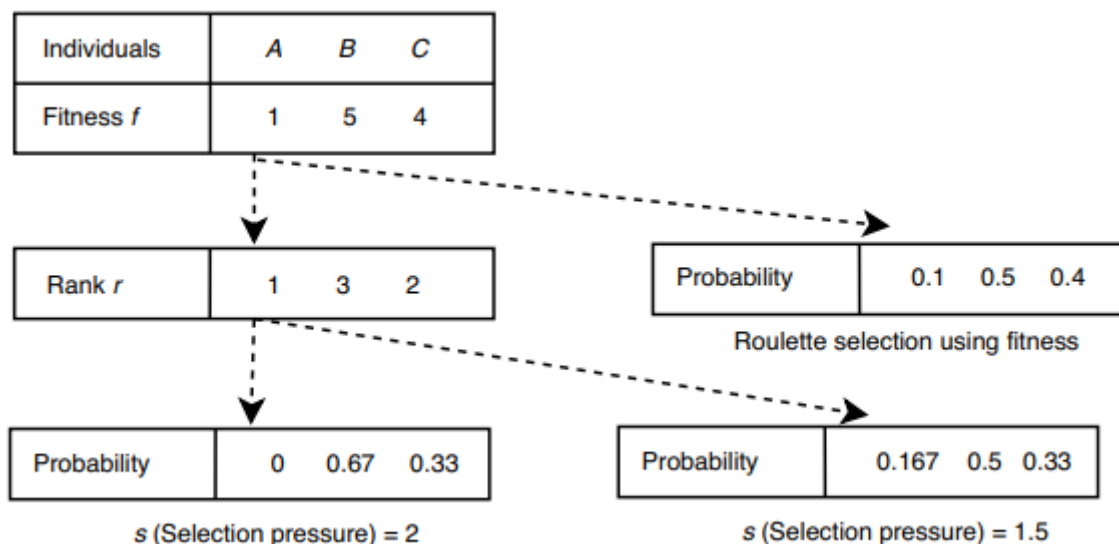 Individuals A B C
Fitness f 1 5 4
Rank r 1 3 2
Probability 0.1 0.5 0.4
Roulette selection using fitness
Probability 0 0.67 0.33
Probability 0.167 0.5 0.33
s (Selection pressure) = 2
s (Selection pressure) = 1.5